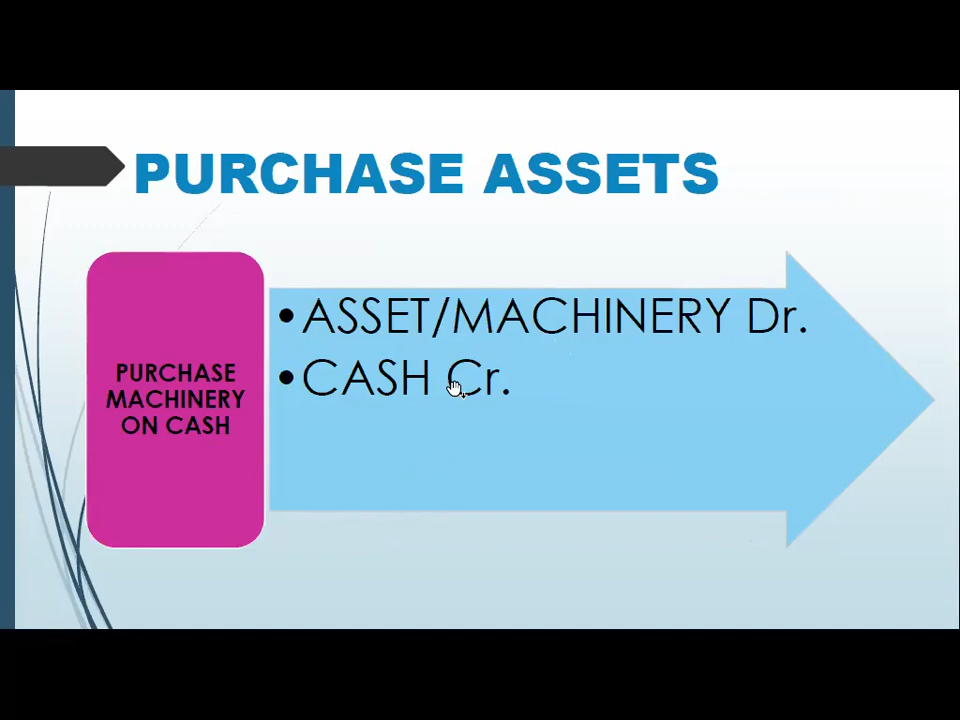 PURCHASE ASSETS
PURCHASE
MACHINERY
ON CASH
•ASSET/MACHINERY Dr.
•CASH Cr.